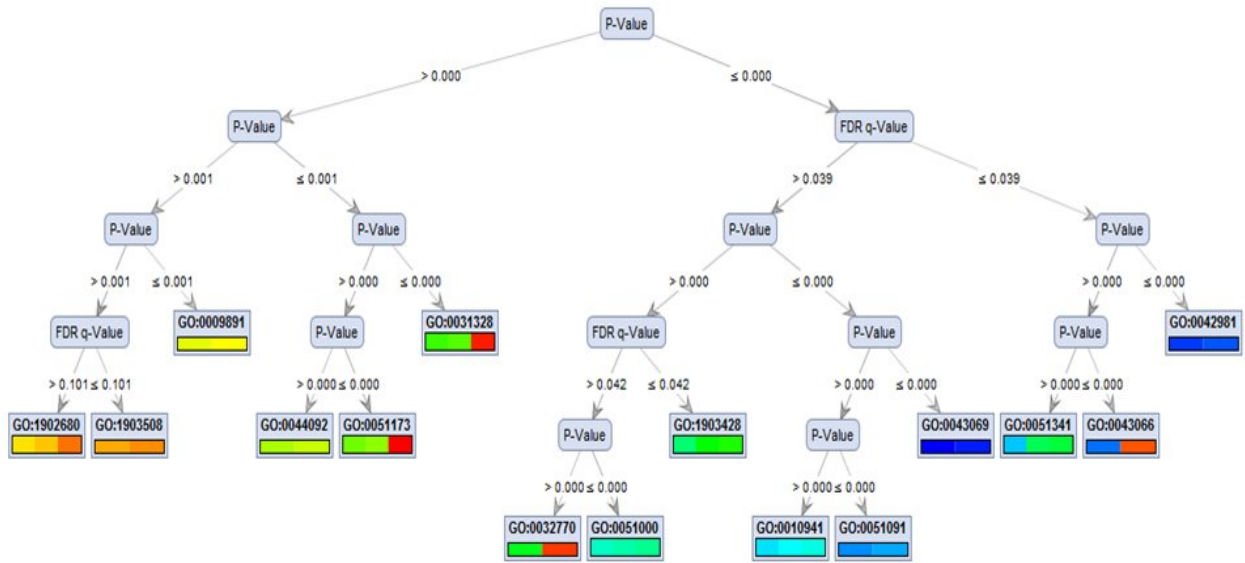 P-Value
> 0.000
≤ 0.000
P-Value
FDR q-Value
> 0.001
≤ 0.001
> 0.039
≤ 0.039
P-Value
P-Value
P-Value
P-Value
> 0.001
≤ 0.001
> 0.000
≤ 0.000
> 0.000
≤ 0.000
> 0.000
≤ 0.000
FDR q-Value
GO:0009891
P-Value
GO:0031328
FDR q-Value
P-Value
P-Value
GO:0042981
> 0.101
≤ 0.101
> 0.000
≤ 0.000
> 0.042
≤ 0.042
> 0.000
≤ 0.000
> 0.000
≤ 0.000
GO:1902680
GO:1903508
GO:0044092
GO:0051173
P-Value
GO:1903428
P-Value
GO:0043069
GO:0051341
GO:0043066
> 0.000
≤ 0.000
> 0.000
≤ 0.000
GO:0032770
GO:0051000
GO:0010941
GO:0051091